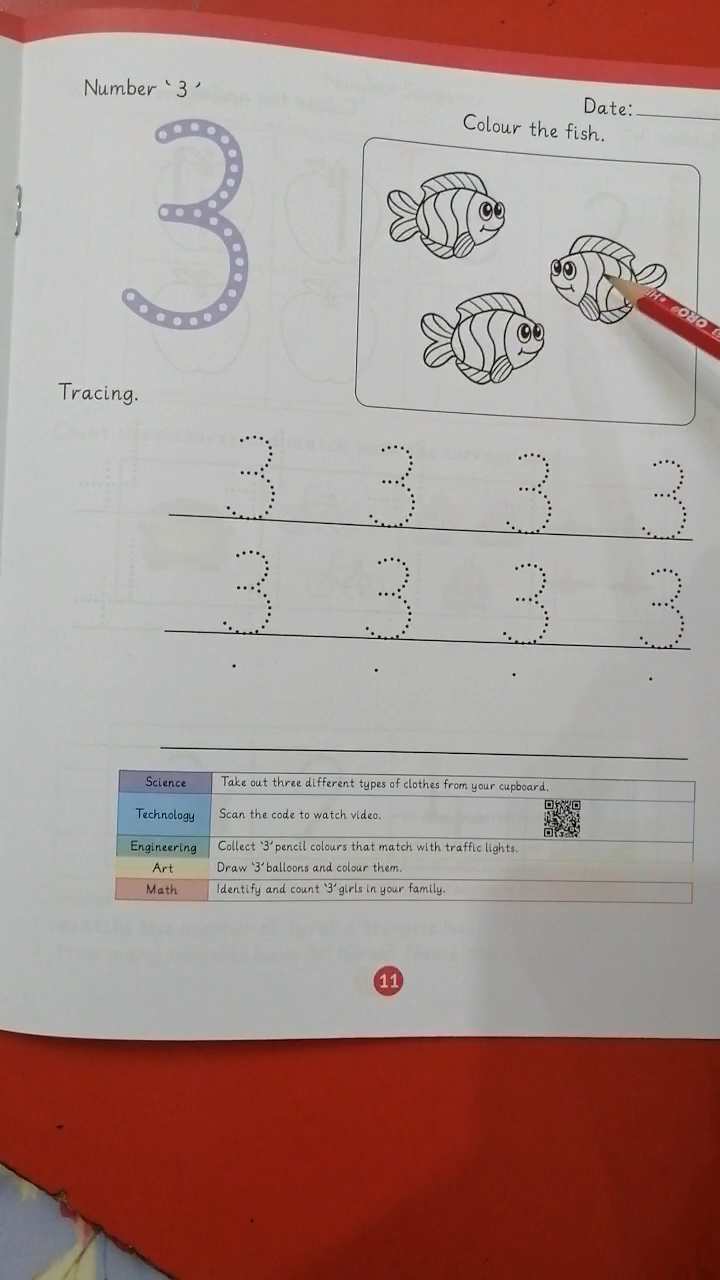 Number '3'
Date:
Colour the fish.
3
Tracing.
3 3 3 3
3 3 3 3
Science Take out three different types of clothes from your cupboard.
Technology Scan the code to watch video.
Engineering Collect '3' pencil colours that match with traffic lights.
Art Draw '3' balloons and colour them.
Math Identify and count '3' girls in your family.
11